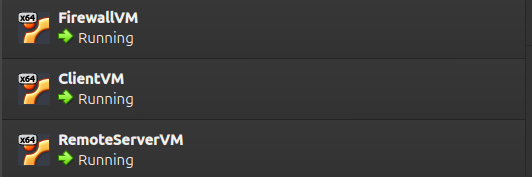 x64
FirewallVM
Running
x64
ClientVM
Running
x64
RemoteServerVM
Running